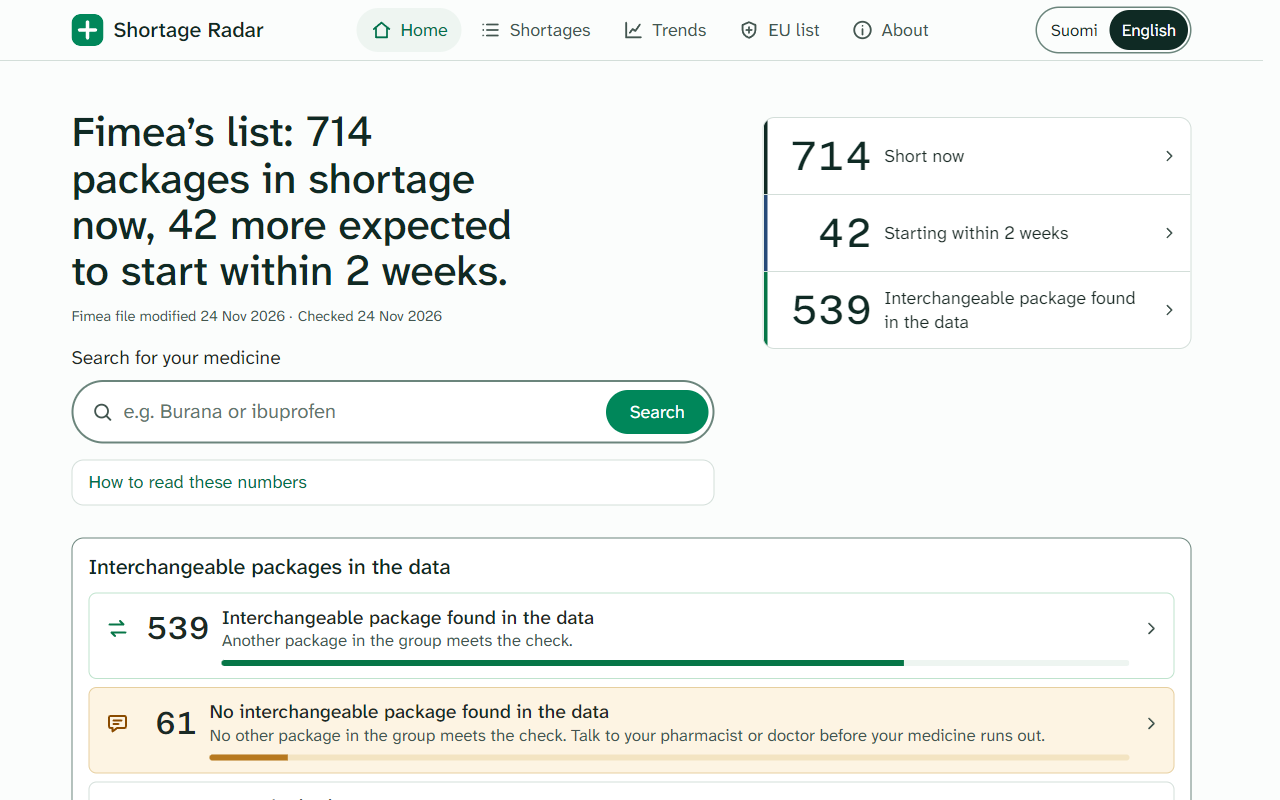 Shortage Radar
Home
Shortages
Trends
EU list
About
Suomi
English
Fimea’s list: 714
packages in shortage
now, 42 more expected
to start within 2 weeks.
Fimea file modified 24 Nov 2026 · Checked 24 Nov 2026
Search for your medicine
e.g. Burana or ibuprofen
Search
How to read these numbers
714 Short now
42 Starting within 2 weeks
539 Interchangeable package found
in the data
Interchangeable packages in the data
539 Interchangeable package found in the data
Another package in the group meets the check.
61 No interchangeable package found in the data
No other package in the group meets the check. Talk to your pharmacist or doctor before your medicine runs out.